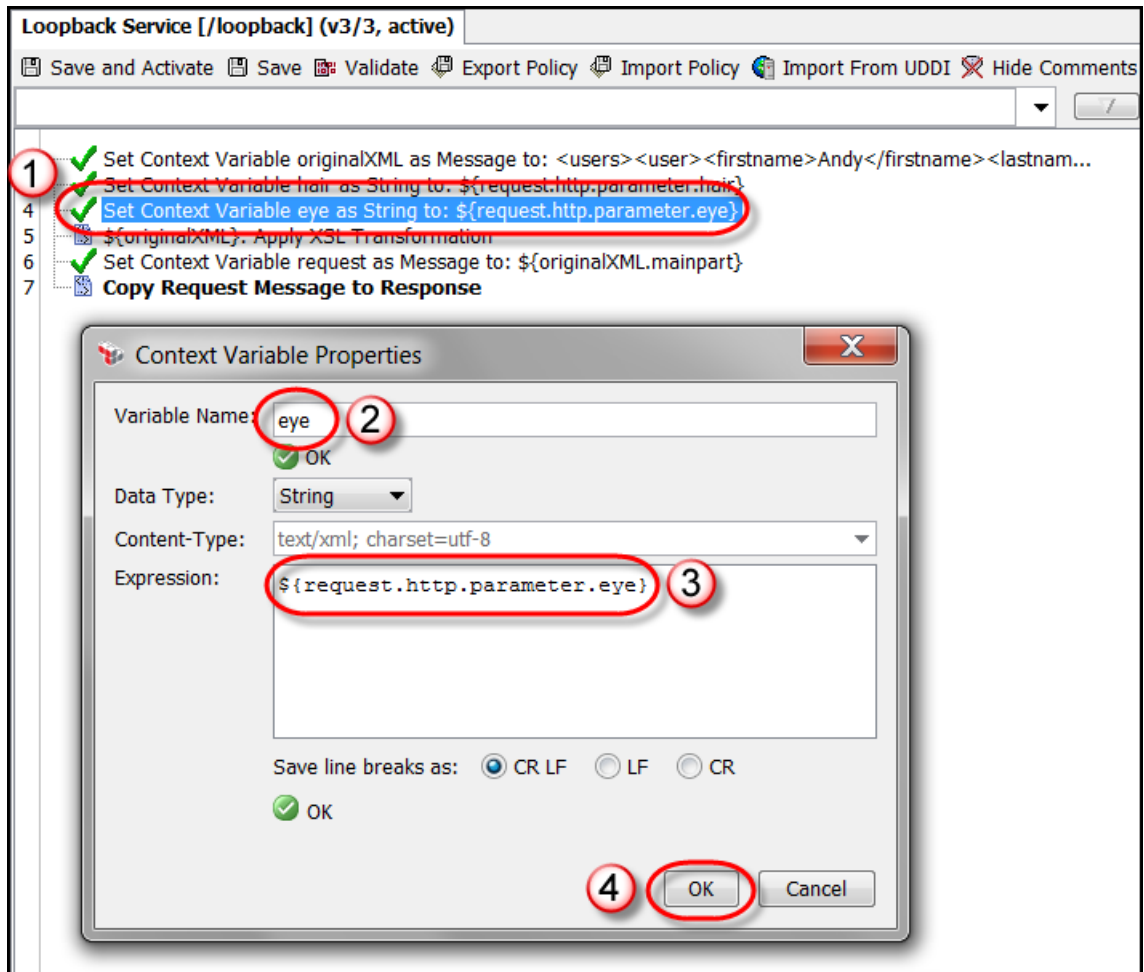 Loopback Service [/loopback] (v3/3, active)
Save and Activate Save Validate Export Policy Import Policy Import From UDDI Hide Comments
1
Set Context Variable originalXML as Message to: <users><user><firstname>Andy</firstname><lastnam...
Set Context Variable hair as String to: ${request.http.parameter.hair}
4 Set Context Variable eye as String to: ${request.http.parameter.eye}
5 ${originalXML}: Apply XSL Transformation
6 Set Context Variable request as Message to: ${originalXML.mainpart}
7 Copy Request Message to Response
Context Variable Properties
Variable Name: eye 2
OK
Data Type: String
Content-Type: text/xml; charset=utf-8
Expression: ${request.http.parameter.eye} 3
Save line breaks as: CR LF LF CR
OK
4 OK Cancel